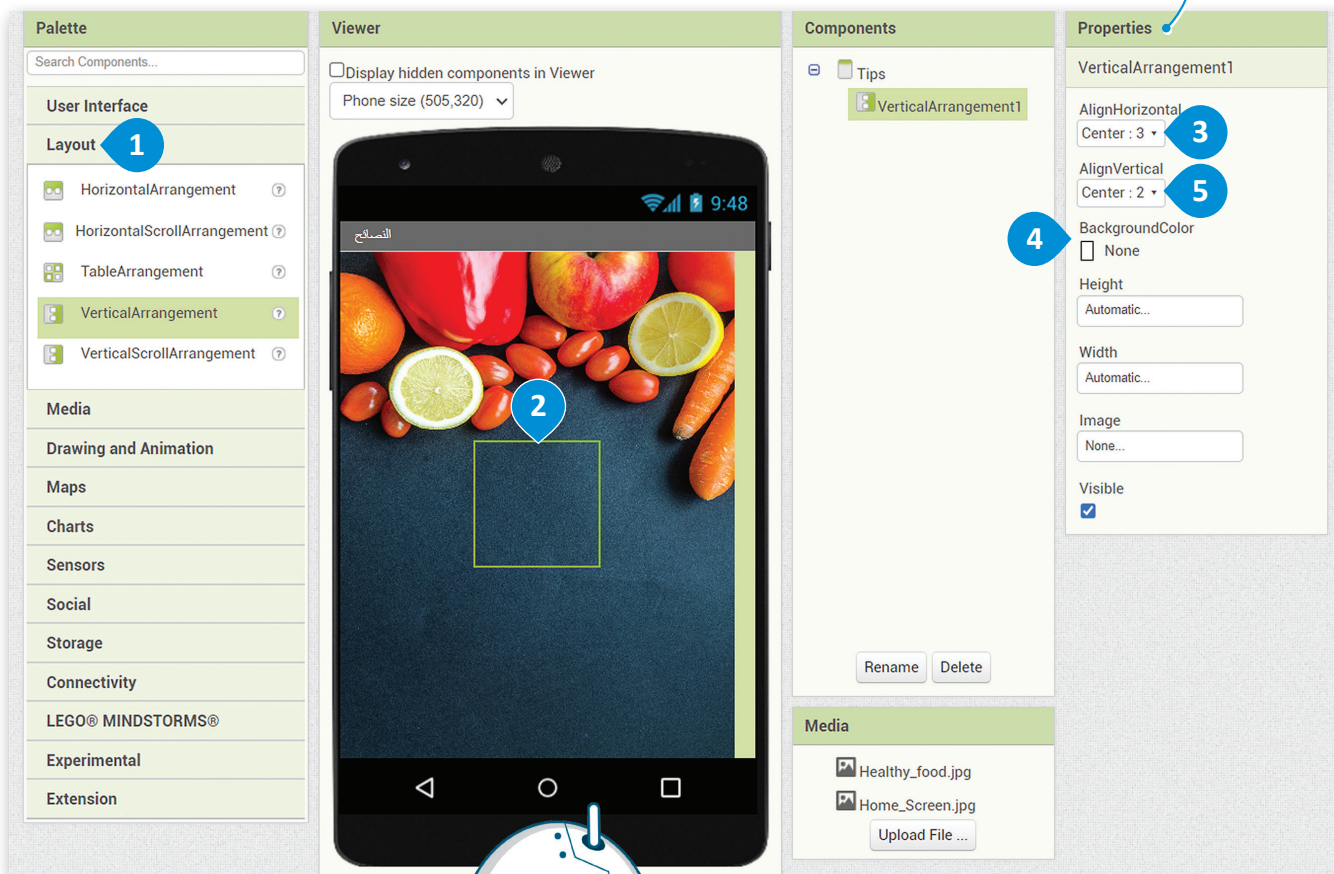 Palette
Search Components...
User Interface
Layout
1
HorizontalArrangement
?
HorizontalScrollArrangement
?
TableArrangement
?
VerticalArrangement
?
VerticalScrollArrangement
?
Media
Drawing and Animation
Maps
Charts
Sensors
Social
Storage
Connectivity
LEGO® MINDSTORMS®
Experimental
Extension
Viewer
Display hidden components in Viewer
Phone size (505,320)
9:48
النصائح
2
Components
Tips
VerticalArrangement1
Rename
Delete
Media
Healthy_food.jpg
Home_Screen.jpg
Upload File ...
Properties
VerticalArrangement1
AlignHorizontal
Center : 3
3
AlignVertical
Center : 2
5
4
BackgroundColor
None
Height
Automatic...
Width
Automatic...
Image
None...
Visible